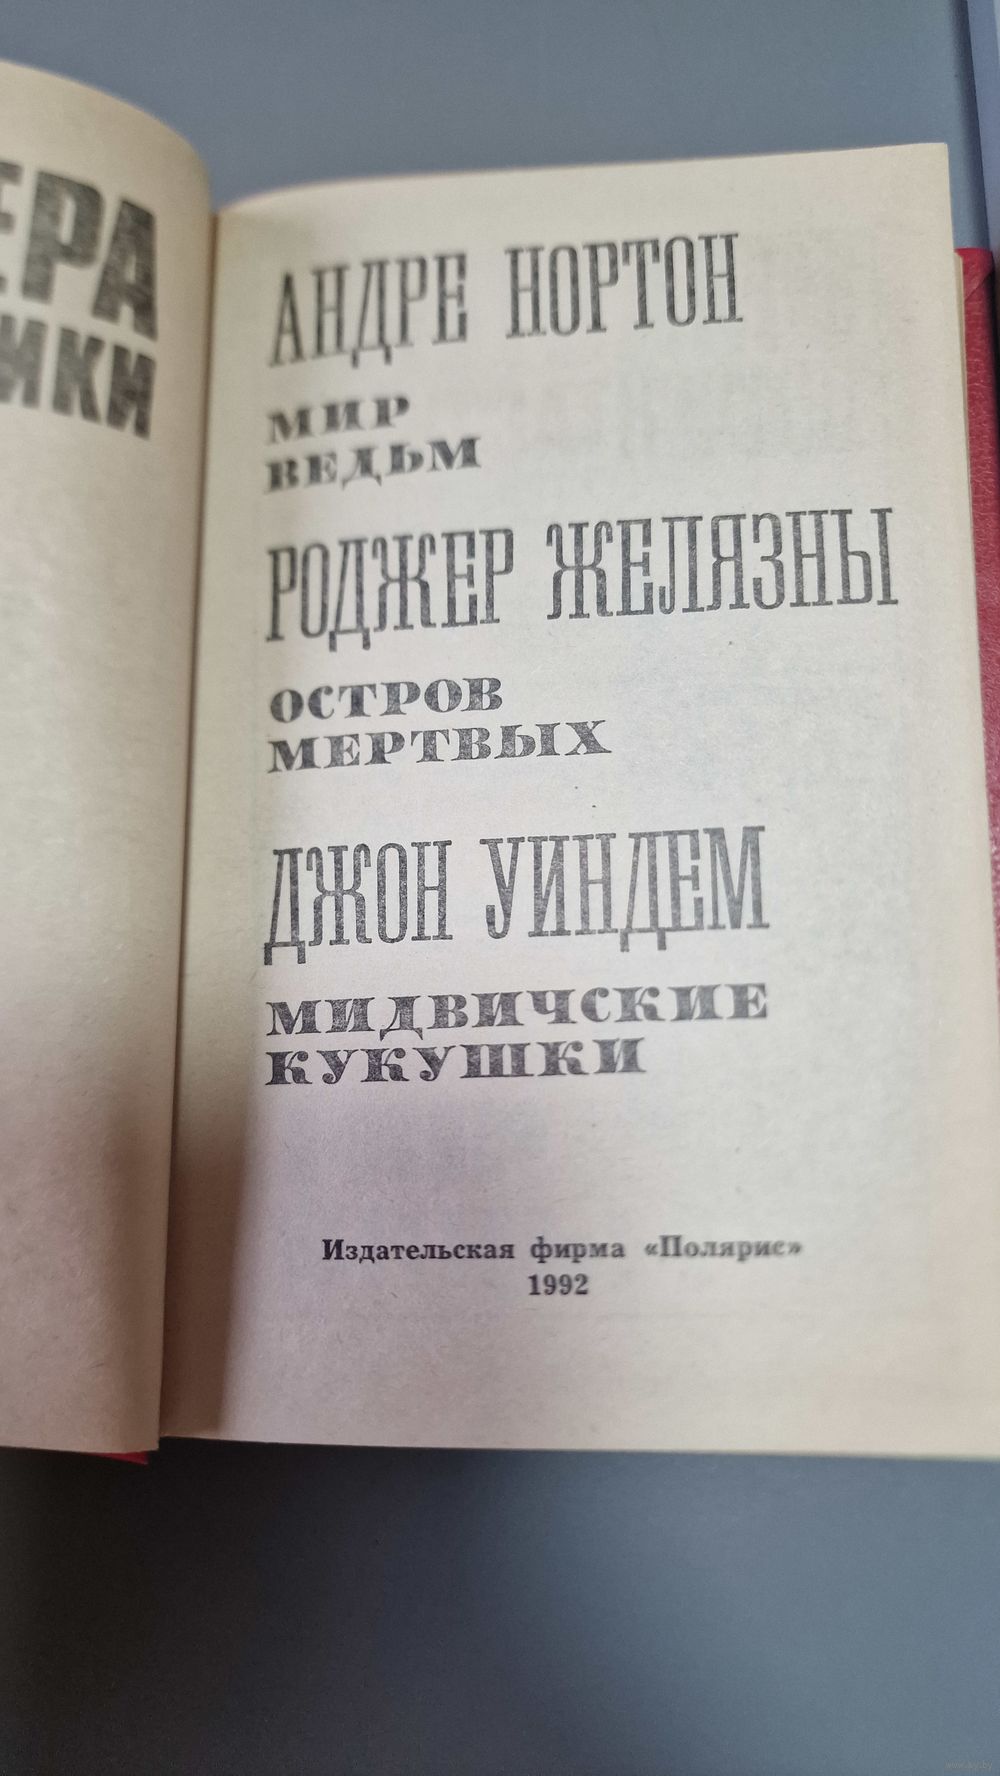 АНДРЕ НОРТОН
МИР
ВЕДЬМ
РОДЖЕР ЖЕЛЯЗНЫ
ОСТРОВ
МЕРТВЫХ
ДЖОН УИНДЕМ
МИДВИЧСКИЕ
КУКУШКИ
Издательская фирма «Полярис»
1992